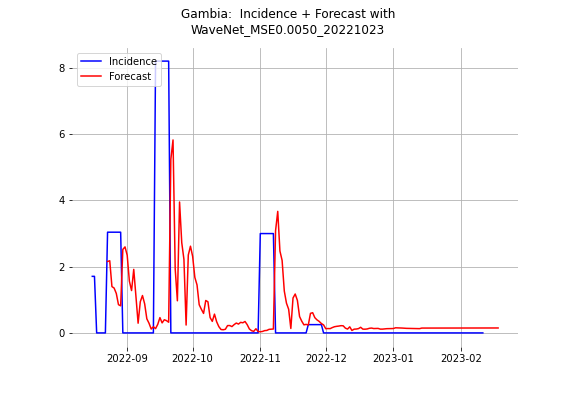 Gambia:  Incidence + Forecast with
WaveNet_MSE0.0050_20221023
Incidence
Forecast
8
6
4
2
0
2022-09
2022-10
2022-11
2022-12
2023-01
2023-02